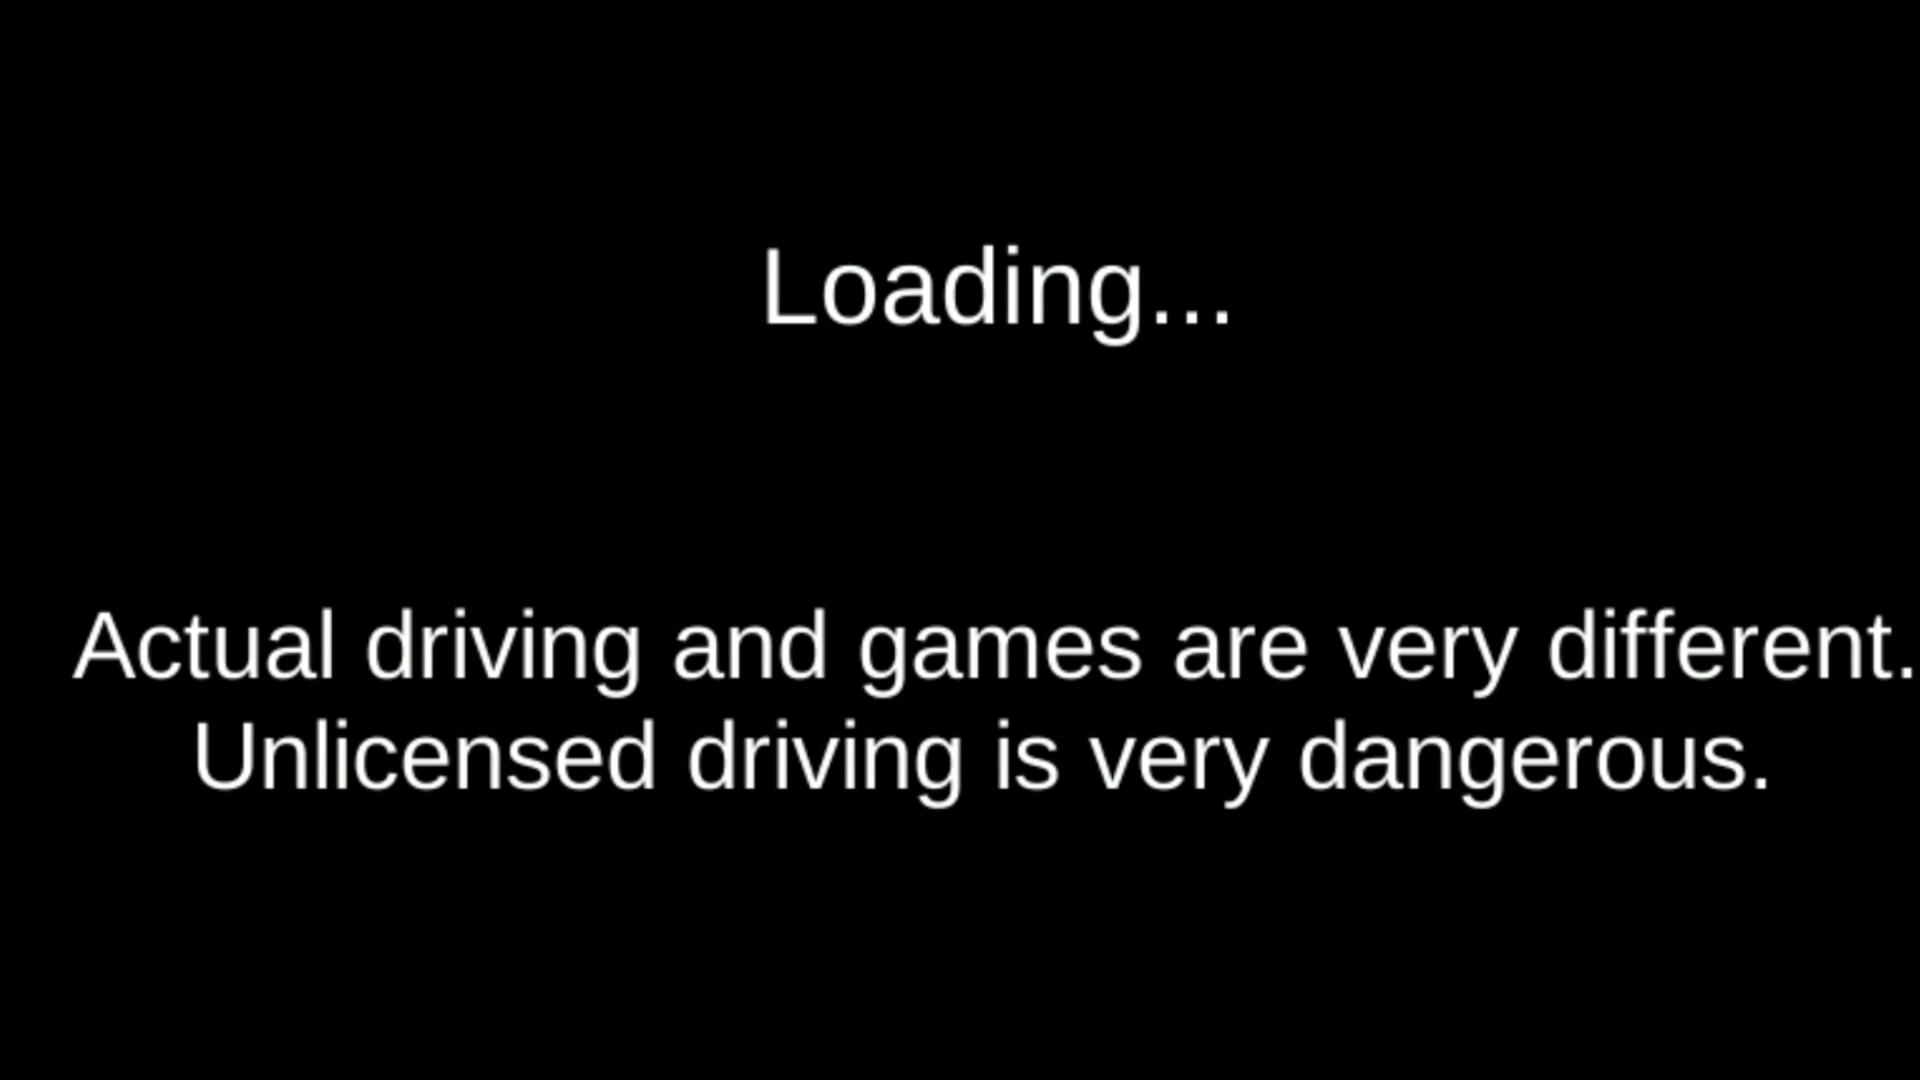 Loading...
Actual driving and games are very different.
Unlicensed driving is very dangerous.